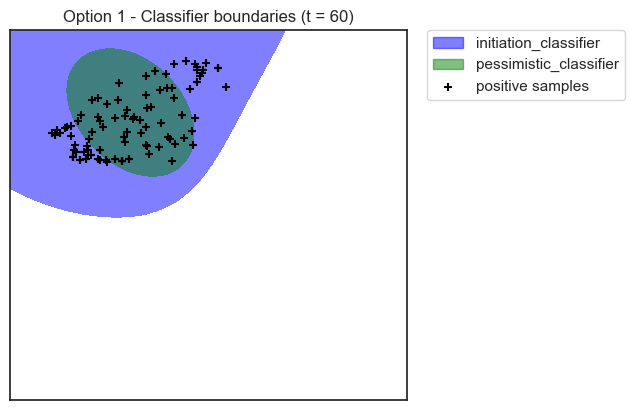 Option 1 - Classifier boundaries (t = 60)
initiation_classifier
pessimistic_classifier
positive samples